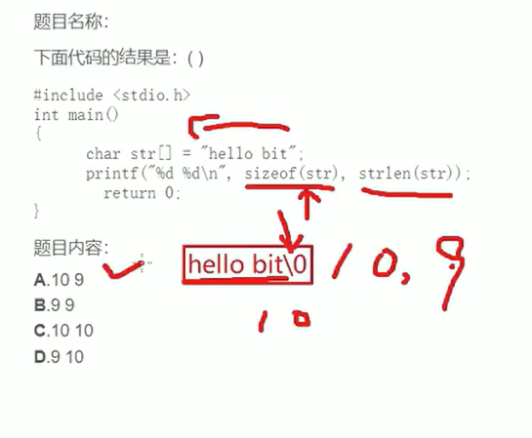 题目名称:
下面代码的结果是:( )
#include <stdio.h>
int main()
{
char str[] = "hello bit";
printf("%d %d\n", sizeof(str), strlen(str));
return 0;
}
题目内容:
A.10 9
B.9 9
C.10 10
D.9 10
hello bit\0
10, 9
10